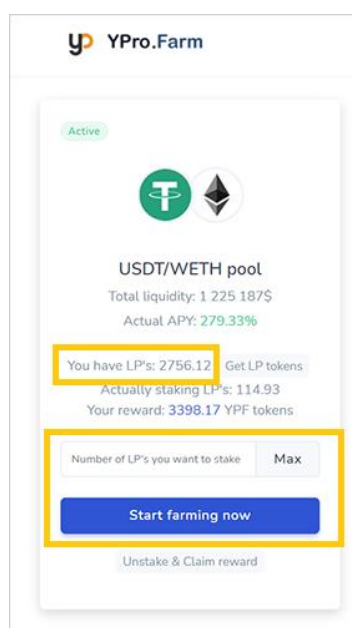 YPro.Farm
Active
USDT/WETH pool
Total liquidity: 1 225 187$
Actual APY: 279.33%
You have LP's: 2756.12 Get LP tokens
Actually staking LP's: 114.93
Your reward: 3398.17 YPF tokens
Number of LP's you want to stake Max
Start farming now
Unstake & Claim reward